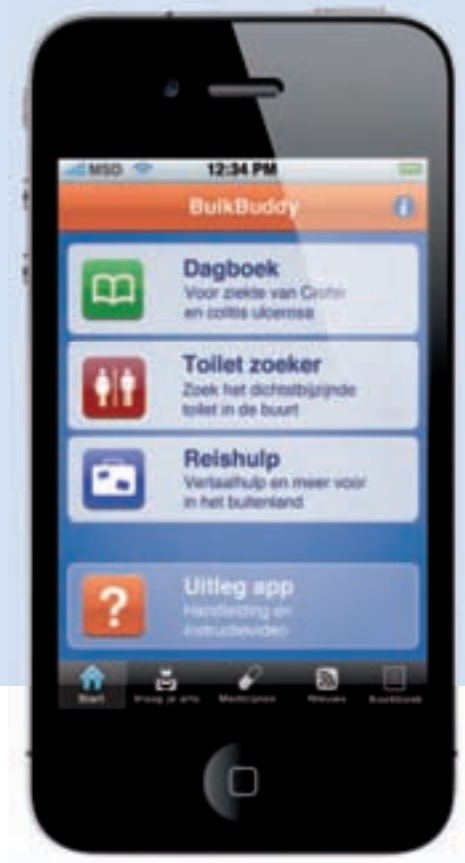 MSD 12:34 PM
BuikBuddy
Dagboek
Voor ziekte van Crohn
en colitis ulcerosa
Toilet zoeker
Zoek het dichtstbijzijnde
toilet in de buurt
Reishulp
Vertaalhulp en meer voor
in het buitenland
Uitleg app
Handleiding en
instructievideo
Start Vraag je arts Medicijnen Nieuws Kookboek